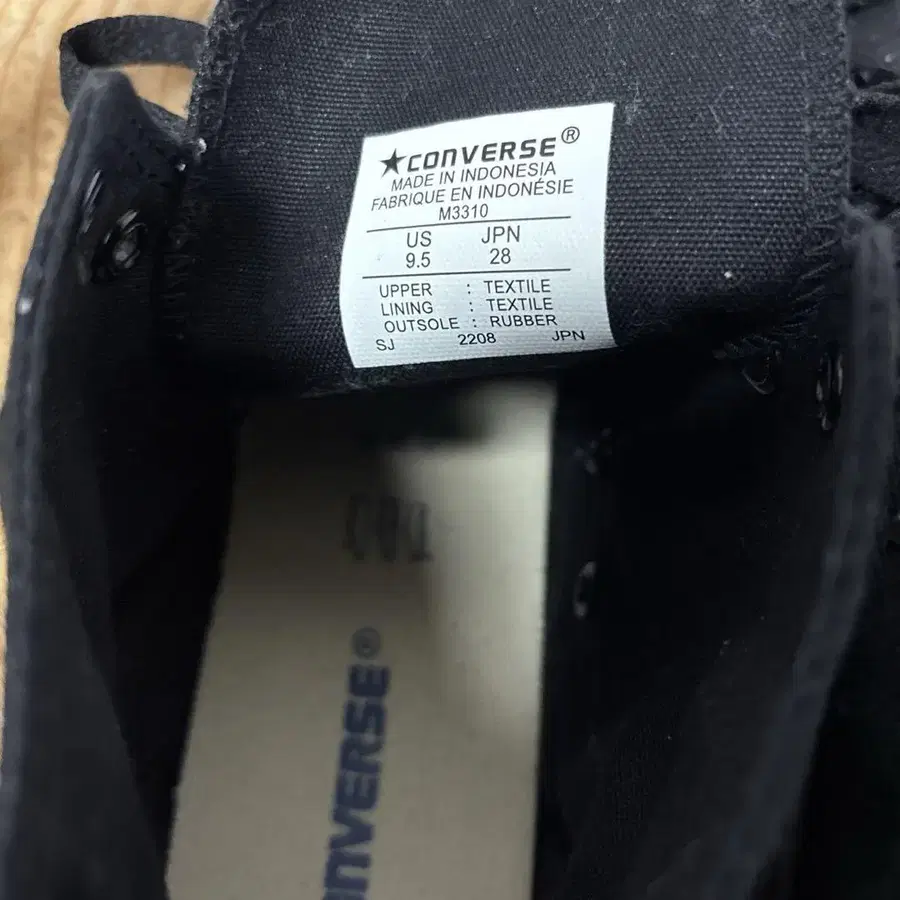 ★CONVERSE®
MADE IN INDONESIA
FABRIQUE EN INDONÉSIE
M3310
US JPN
9.5 28
UPPER : TEXTILE
LINING : TEXTILE
OUTSOLE : RUBBER
SJ 2208 JPN
CONVERSE®